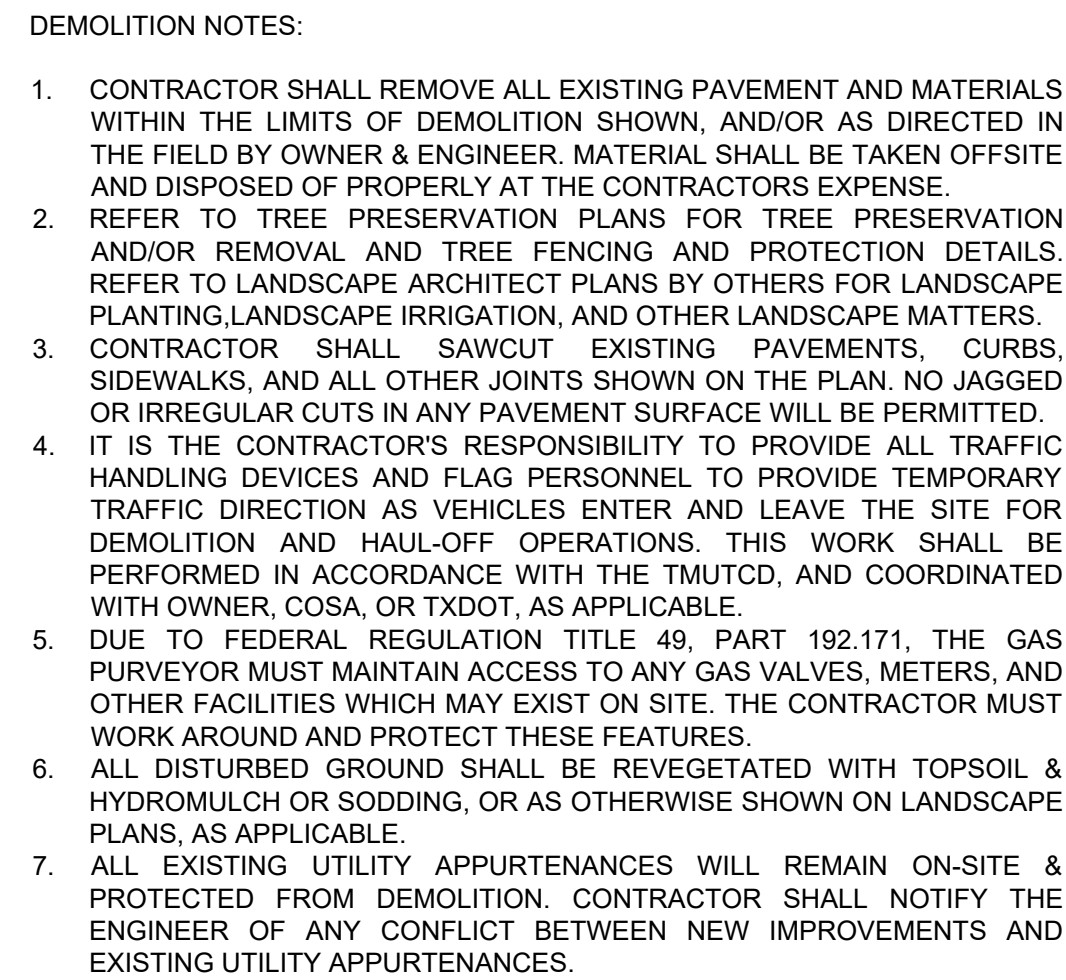 DEMOLITION NOTES:
1. CONTRACTOR SHALL REMOVE ALL EXISTING PAVEMENT AND MATERIALS
WITHIN THE LIMITS OF DEMOLITION SHOWN, AND/OR AS DIRECTED IN
THE FIELD BY OWNER & ENGINEER. MATERIAL SHALL BE TAKEN OFFSITE
AND DISPOSED OF PROPERLY AT THE CONTRACTORS EXPENSE.
2. REFER TO TREE PRESERVATION PLANS FOR TREE PRESERVATION
AND/OR REMOVAL AND TREE FENCING AND PROTECTION DETAILS.
REFER TO LANDSCAPE ARCHITECT PLANS BY OTHERS FOR LANDSCAPE
PLANTING,LANDSCAPE IRRIGATION, AND OTHER LANDSCAPE MATTERS.
3. CONTRACTOR SHALL SAWCUT EXISTING PAVEMENTS, CURBS,
SIDEWALKS, AND ALL OTHER JOINTS SHOWN ON THE PLAN. NO JAGGED
OR IRREGULAR CUTS IN ANY PAVEMENT SURFACE WILL BE PERMITTED.
4. IT IS THE CONTRACTOR'S RESPONSIBILITY TO PROVIDE ALL TRAFFIC
HANDLING DEVICES AND FLAG PERSONNEL TO PROVIDE TEMPORARY
TRAFFIC DIRECTION AS VEHICLES ENTER AND LEAVE THE SITE FOR
DEMOLITION AND HAUL-OFF OPERATIONS. THIS WORK SHALL BE
PERFORMED IN ACCORDANCE WITH THE TMUTCD, AND COORDINATED
WITH OWNER, COSA, OR TXDOT, AS APPLICABLE.
5. DUE TO FEDERAL REGULATION TITLE 49, PART 192.171, THE GAS
PURVEYOR MUST MAINTAIN ACCESS TO ANY GAS VALVES, METERS, AND
OTHER FACILITIES WHICH MAY EXIST ON SITE. THE CONTRACTOR MUST
WORK AROUND AND PROTECT THESE FEATURES.
6. ALL DISTURBED GROUND SHALL BE REVEGETATED WITH TOPSOIL &
HYDROMULCH OR SODDING, OR AS OTHERWISE SHOWN ON LANDSCAPE
PLANS, AS APPLICABLE.
7. ALL EXISTING UTILITY APPURTENANCES WILL REMAIN ON-SITE &
PROTECTED FROM DEMOLITION. CONTRACTOR SHALL NOTIFY THE
ENGINEER OF ANY CONFLICT BETWEEN NEW IMPROVEMENTS AND
EXISTING UTILITY APPURTENANCES.